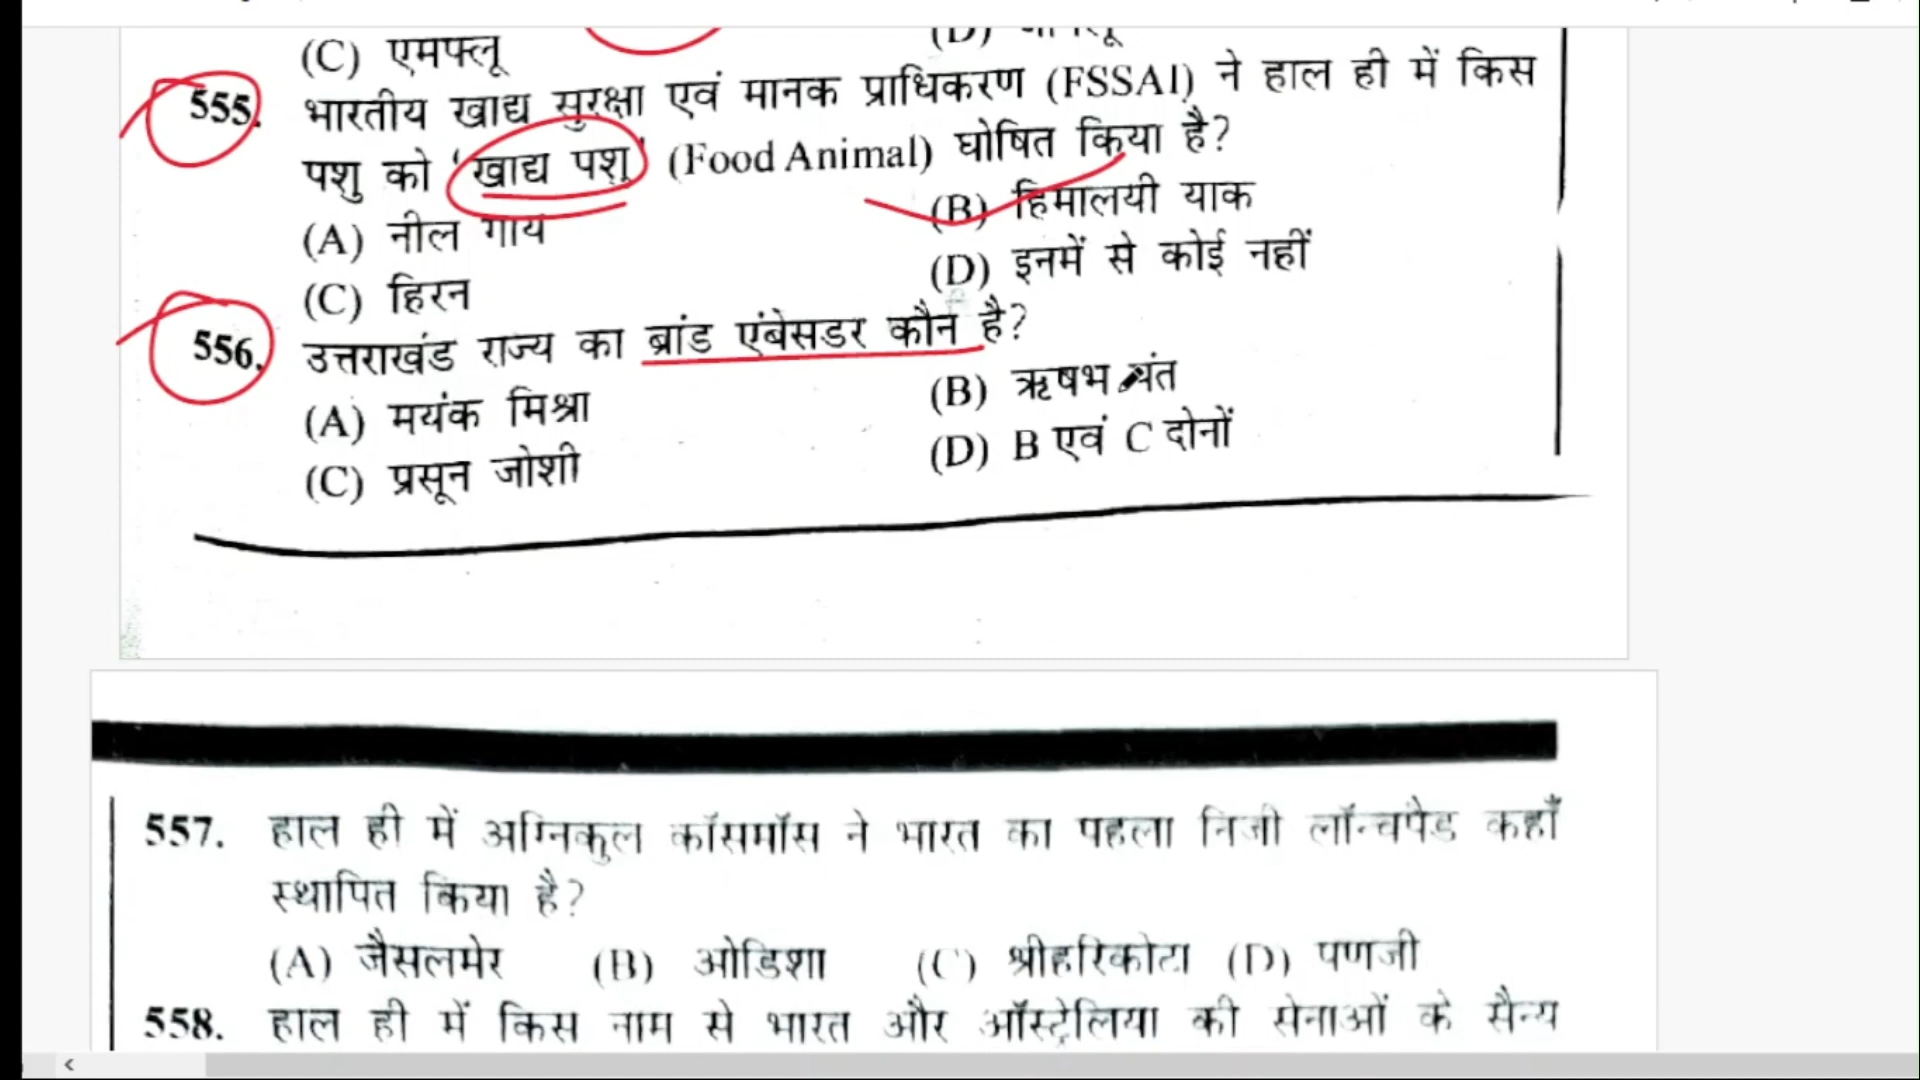 (C) एमफ्लू
555. भारतीय खाद्य सुरक्षा एवं मानक प्राधिकरण (FSSAI) ने हाल ही में किस
पशु को 'खाद्य पशु' (Food Animal) घोषित किया है?
(A) नील गाय (B) हिमालयी याक
(C) हिरन (D) इनमें से कोई नहीं
556. उत्तराखंड राज्य का ब्रांड एंबेसडर कौन है?
(A) मयंक मिश्रा (B) ऋषभ पंत
(C) प्रसून जोशी (D) B एवं C दोनों
557. हाल ही में अग्निकुल कॉसमॉस ने भारत का पहला निजी लॉन्चपैड कहाँ
स्थापित किया है?
(A) जैसलमेर (B) ओडिशा (C) श्रीहरिकोटा (D) पणजी
558. हाल ही में किस नाम से भारत और ऑस्ट्रेलिया की सेनाओं के सैन्य